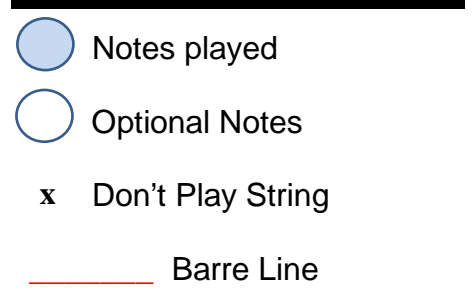 Notes played
Optional Notes
x Don't Play String
Barre Line